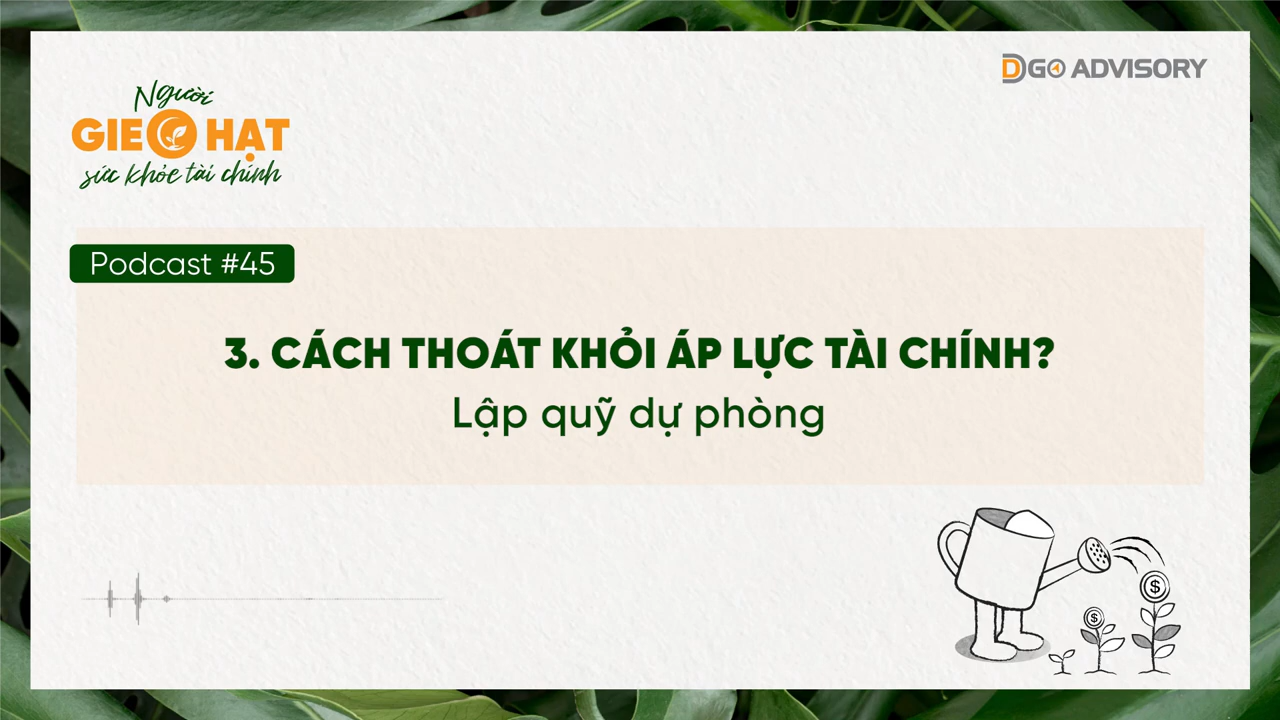 DGO ADVISORY
Người
GIEO HẠT
sức khỏe tài chính
Podcast #45
3. CÁCH THOÁT KHỎI ÁP LỰC TÀI CHÍNH?
Lập quỹ dự phòng
$
$